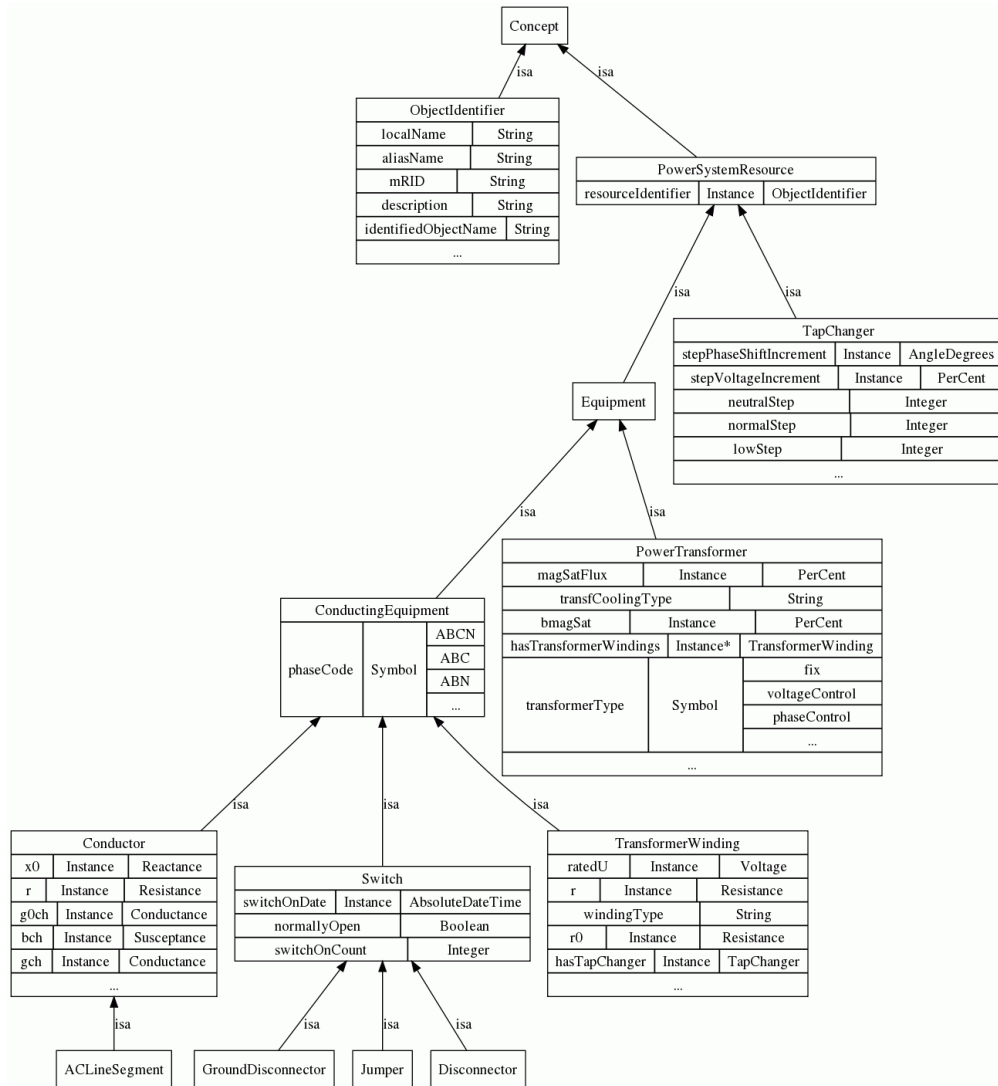 Concept
isa
isa
ObjectIdentifier
localName String
aliasName String
mRID String
description String
identifiedObjectName String
...
PowerSystemResource
resourceIdentifier Instance ObjectIdentifier
isa
isa
TapChanger
stepPhaseShiftIncrement Instance AngleDegrees
stepVoltageIncrement Instance PerCent
neutralStep Integer
normalStep Integer
lowStep Integer
...
Equipment
isa
isa
PowerTransformer
magSatFlux Instance PerCent
transfCoolingType String
bmagSat Instance PerCent
hasTransformerWindings Instance* TransformerWinding
transformerType Symbol
fix
voltageControl
phaseControl
...
...
ConductingEquipment
phaseCode Symbol
ABCN
ABC
ABN
...
isa
isa
isa
Conductor
x0 Instance Reactance
r Instance Resistance
g0ch Instance Conductance
bch Instance Susceptance
gch Instance Conductance
...
Switch
switchOnDate Instance AbsoluteDateTime
normallyOpen Boolean
switchOnCount Integer
TransformerWinding
ratedU Instance Voltage
r Instance Resistance
windingType String
r0 Instance Resistance
hasTapChanger Instance TapChanger
...
isa
isa
isa
isa
ACLineSegment
GroundDisconnector
Jumper
Disconnector